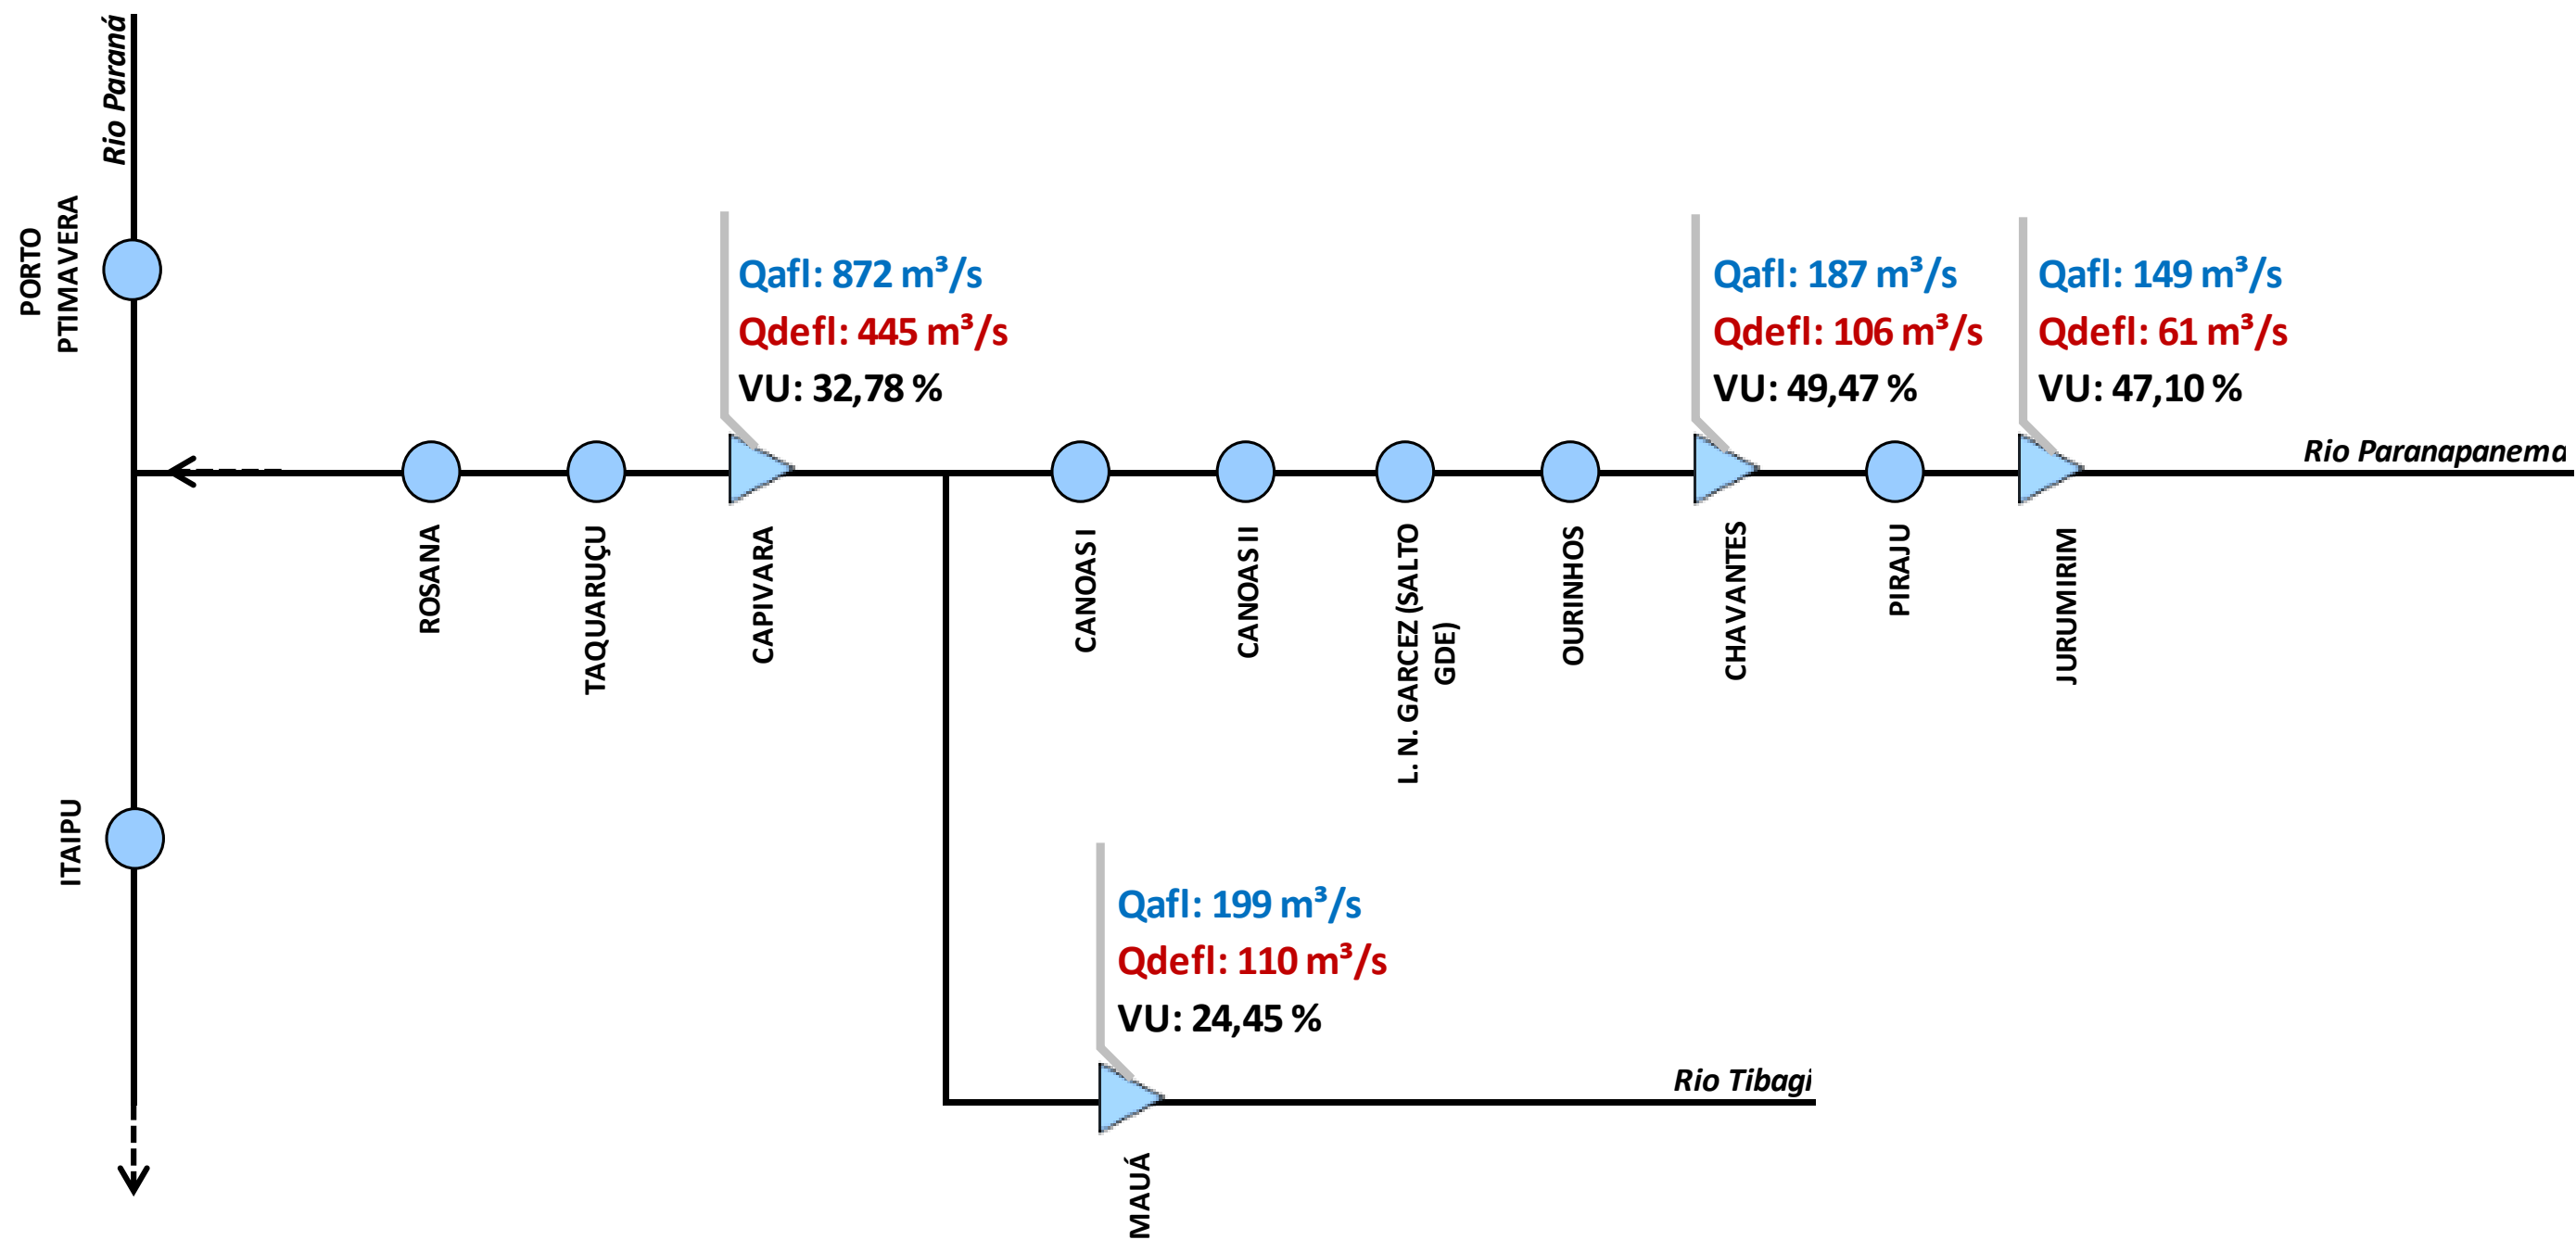 Rio Paraná
PORTO
PTIMAVERA
Qafl: 872 m³/s
Qdefl: 445 m³/s
VU: 32,78 %
Qafl: 187 m³/s
Qdefl: 106 m³/s
VU: 49,47 %
Qafl: 149 m³/s
Qdefl: 61 m³/s
VU: 47,10 %
Rio Paranapanema
ROSANA
TAQUARUÇU
CAPIVARA
CANOAS I
CANOAS II
L. N. GARCEZ (SALTO
GDE)
OURINHOS
CHAVANTES
PIRAJU
JURUMIRIM
ITAIPU
Qafl: 199 m³/s
Qdefl: 110 m³/s
VU: 24,45 %
Rio Tibagi
MAUÁ